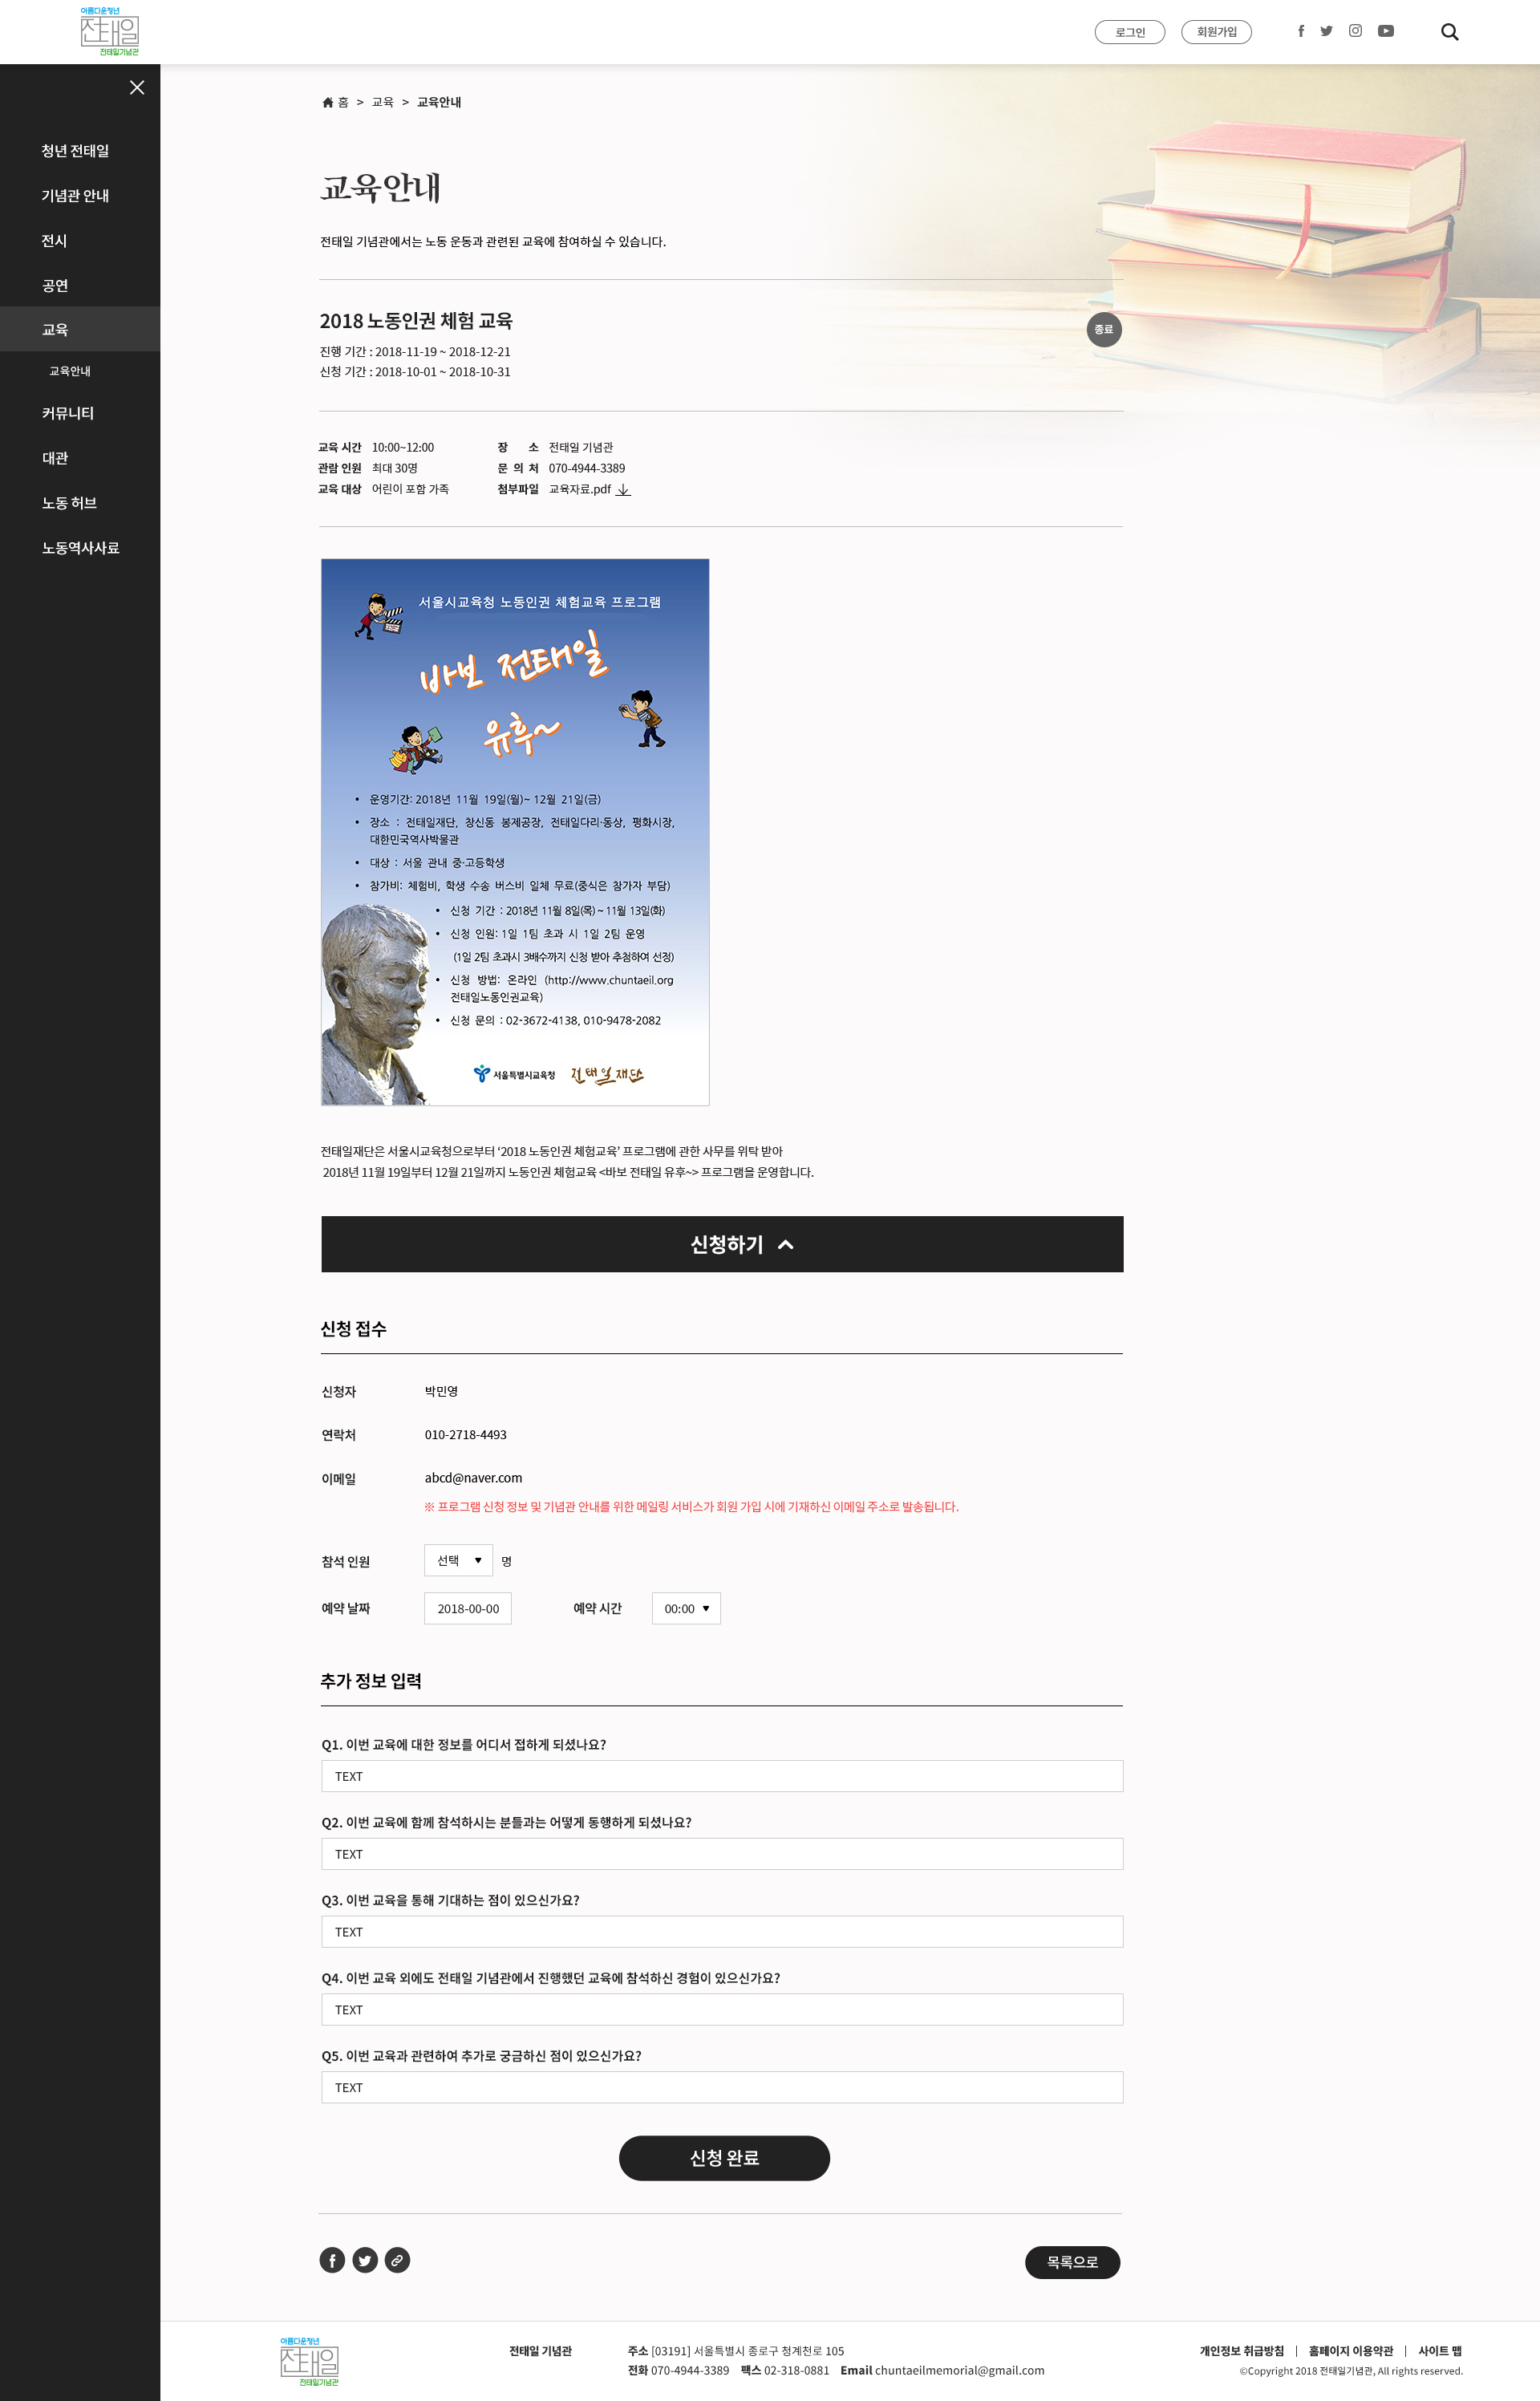 아름다운청년
전태일
전태일기념관
로그인
회원가입
홈 > 교육 > 교육안내
청년 전태일
기념관 안내
전시
공연
교육
교육안내
커뮤니티
대관
노동 허브
노동역사사료
교육안내
전태일 기념관에서는 노동 운동과 관련된 교육에 참여하실 수 있습니다.
2018 노동인권 체험 교육
종료
진행 기간 : 2018-11-19 ~ 2018-12-21
신청 기간 : 2018-10-01 ~ 2018-10-31
교육 시간 10:00~12:00 장 소 전태일 기념관
관람 인원 최대 30명 문 의 처 070-4944-3389
교육 대상 어린이 포함 가족 첨부파일 교육자료.pdf
서울시교육청 노동인권 체험교육 프로그램
바보 전태일
유후~
• 운영기간: 2018년 11월 19일(월)~ 12월 21일(금)
• 장소 : 전태일재단, 창신동 봉제공장, 전태일다리·동상, 평화시장,
대한민국역사박물관
• 대상 : 서울 관내 중·고등학생
• 참가비: 체험비, 학생 수송 버스비 일체 무료(중식은 참가자 부담)
• 신청 기간 : 2018년 11월 8일(목) ~ 11월 13일(화)
• 신청 인원: 1일 1팀 초과 시 1일 2팀 운영
(1일 2팀 초과시 3배수까지 신청 받아 추첨하여 선정)
• 신청 방법: 온라인 (http://www.chuntaeil.org
전태일노동인권교육)
• 신청 문의 : 02-3672-4138, 010-9478-2082
서울특별시교육청 전태일재단
전태일재단은 서울시교육청으로부터 ‘2018 노동인권 체험교육’ 프로그램에 관한 사무를 위탁 받아
2018년 11월 19일부터 12월 21일까지 노동인권 체험교육 <바보 전태일 유후~> 프로그램을 운영합니다.
신청하기
신청 접수
신청자 박민영
연락처 010-2718-4493
이메일 abcd@naver.com
※ 프로그램 신청 정보 및 기념관 안내를 위한 메일링 서비스가 회원 가입 시에 기재하신 이메일 주소로 발송됩니다.
참석 인원 선택 ▼ 명
예약 날짜 2018-00-00 예약 시간 00:00 ▼
추가 정보 입력
Q1. 이번 교육에 대한 정보를 어디서 접하게 되셨나요?
TEXT
Q2. 이번 교육에 함께 참석하시는 분들과는 어떻게 동행하게 되셨나요?
TEXT
Q3. 이번 교육을 통해 기대하는 점이 있으신가요?
TEXT
Q4. 이번 교육 외에도 전태일 기념관에서 진행했던 교육에 참석하신 경험이 있으신가요?
TEXT
Q5. 이번 교육과 관련하여 추가로 궁금하신 점이 있으신가요?
TEXT
신청 완료
목록으로
아름다운청년
전태일
전태일기념관
전태일 기념관 주소 [03191] 서울특별시 종로구 청계천로 105
전화 070-4944-3389 팩스 02-318-0881 Email chuntaeilmemorial@gmail.com
개인정보 취급방침 | 홈페이지 이용약관 | 사이트 맵
©Copyright 2018 전태일기념관, All rights reserved.